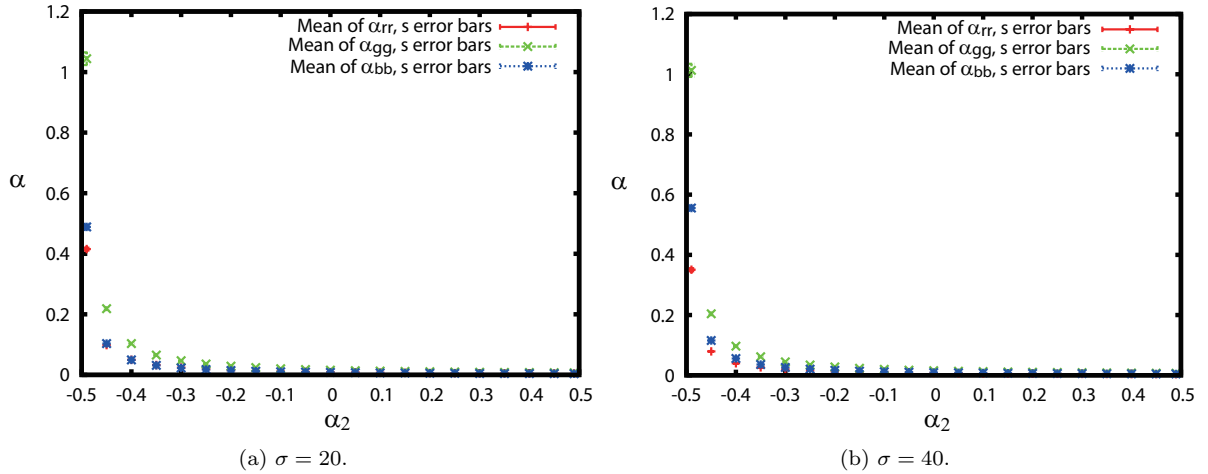 1.2
1
0.8
0.6
0.4
0.2
0
α
Mean of αrr, s error bars
Mean of αgg, s error bars
Mean of αbb, s error bars
-0.5 -0.4 -0.3 -0.2 -0.1 0 0.1 0.2 0.3 0.4 0.5
α2
(a) σ = 20.
1.2
1
0.8
0.6
0.4
0.2
0
α
Mean of αrr, s error bars
Mean of αgg, s error bars
Mean of αbb, s error bars
-0.5 -0.4 -0.3 -0.2 -0.1 0 0.1 0.2 0.3 0.4 0.5
α2
(b) σ = 40.